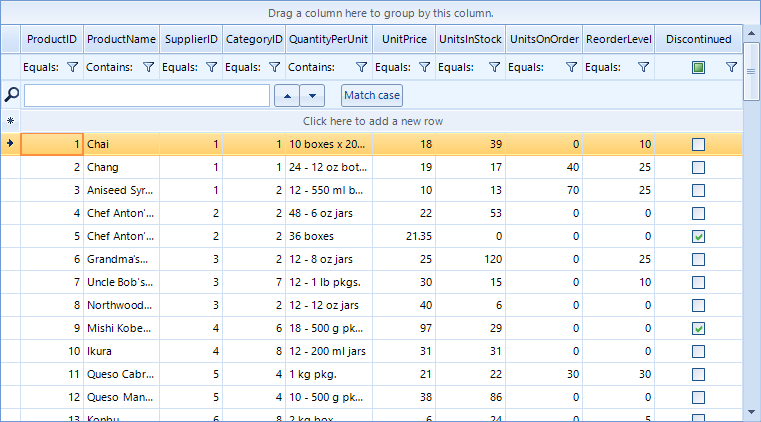 Drag a column here to group by this column.
ProductID ProductName SupplierID CategoryID QuantityPerUnit UnitPrice UnitsInStock UnitsOnOrder ReorderLevel Discontinued
Equals: Contains: Equals: Equals: Contains: Equals: Equals: Equals: Equals:
Match case
Click here to add a new row
1 Chai 1 1 10 boxes x 20... 18 39 0 10
2 Chang 1 1 24 - 12 oz bot... 19 17 40 25
3 Aniseed Syr... 1 2 12 - 550 ml b... 10 13 70 25
4 Chef Anton'... 2 2 48 - 6 oz jars 22 53 0 0
5 Chef Anton'... 2 2 36 boxes 21.35 0 0 0
6 Grandma's... 3 2 12 - 8 oz jars 25 120 0 25
7 Uncle Bob's... 3 7 12 - 1 lb pkgs. 30 15 0 10
8 Northwood... 3 2 12 - 12 oz jars 40 6 0 0
9 Mishi Kobe... 4 6 18 - 500 g pk... 97 29 0 0
10 Ikura 4 8 12 - 200 ml jars 31 31 0 0
11 Queso Cabr... 5 4 1 kg pkg. 21 22 30 30
12 Queso Man... 5 4 10 - 500 g pk... 38 86 0 0
13 Konbu 6 8 2 kg box 6 24 0 5